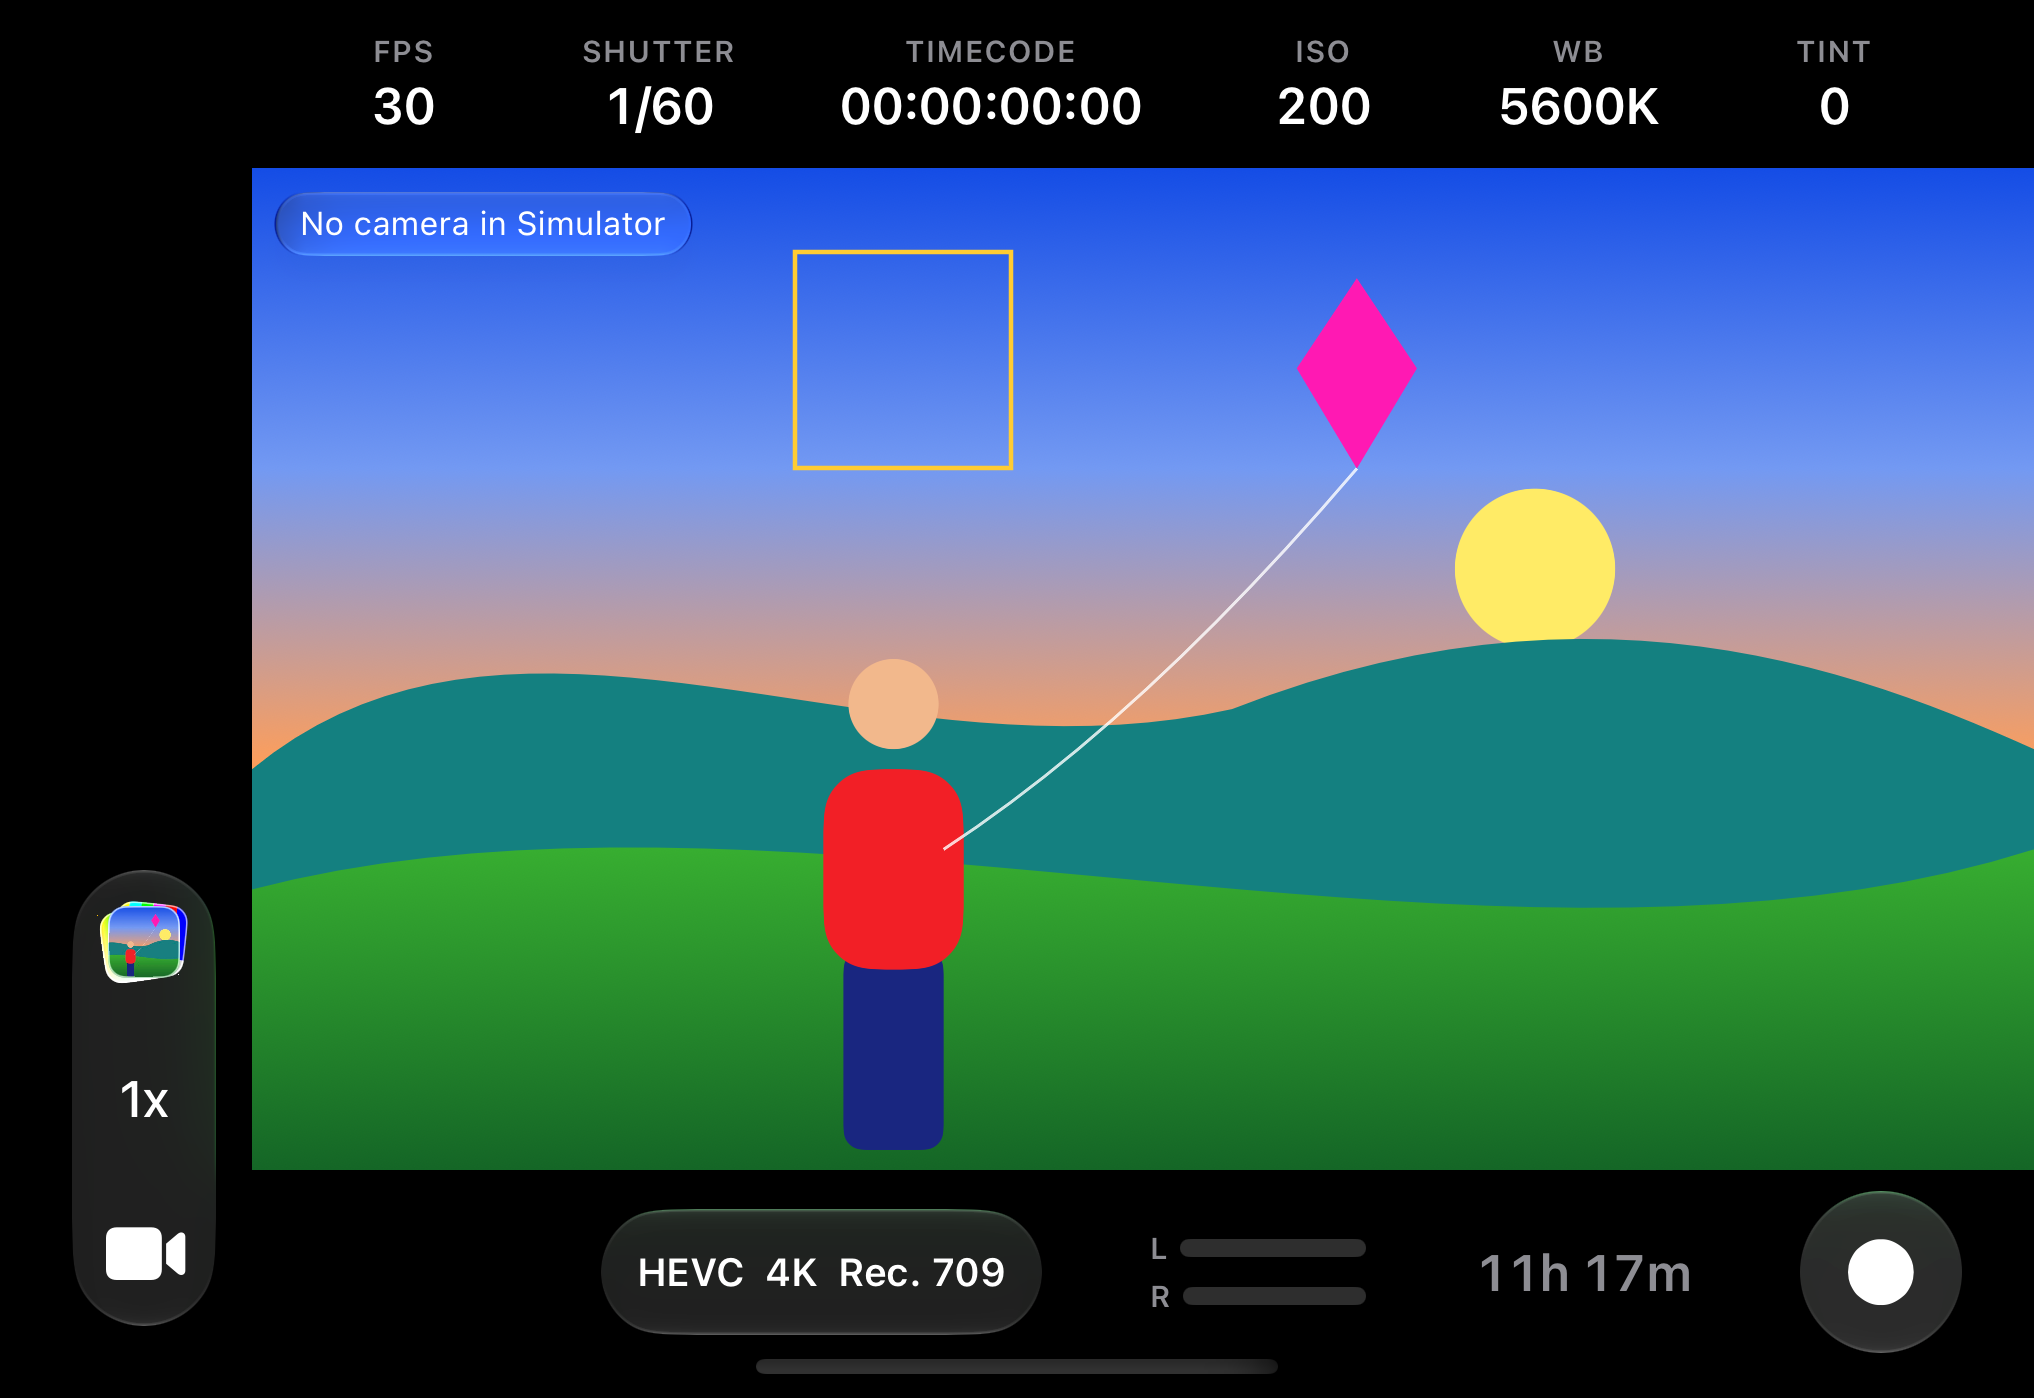 FPS SHUTTER TIMECODE ISO WB TINT
30 1/60 00:00:00:00 200 5600K 0
No camera in Simulator
1x
HEVC 4K Rec. 709
L
R
11h 17m